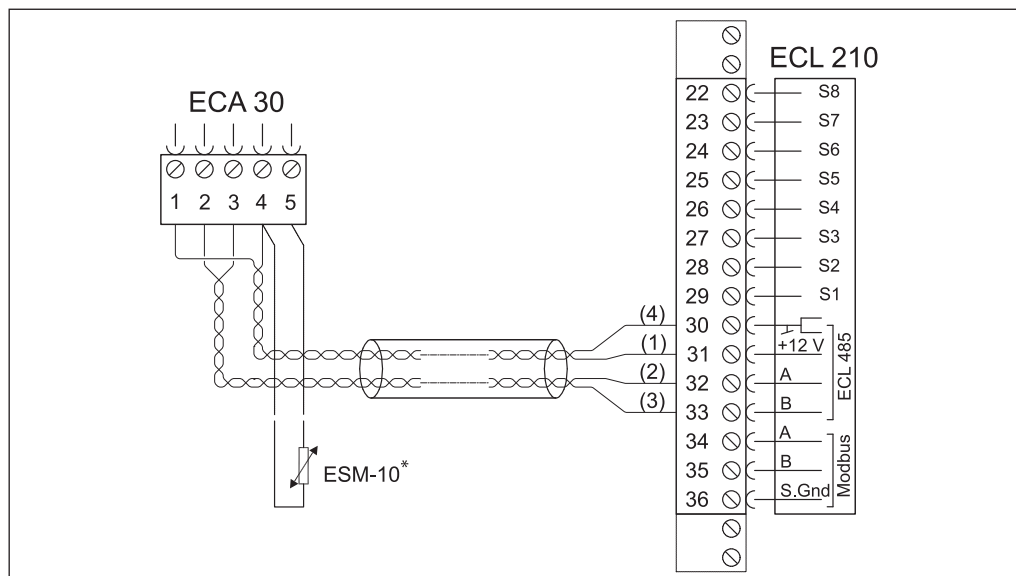 ECL 210
ECA 30
1 2 3 4 5
22 S8
23 S7
24 S6
25 S5
26 S4
27 S3
28 S2
29 S1
(4) 30
(1) 31 +12 V
(2) 32 A
(3) 33 B
ECL 485
34 A
35 B
36 S.Gnd
Modbus
ESM-10*